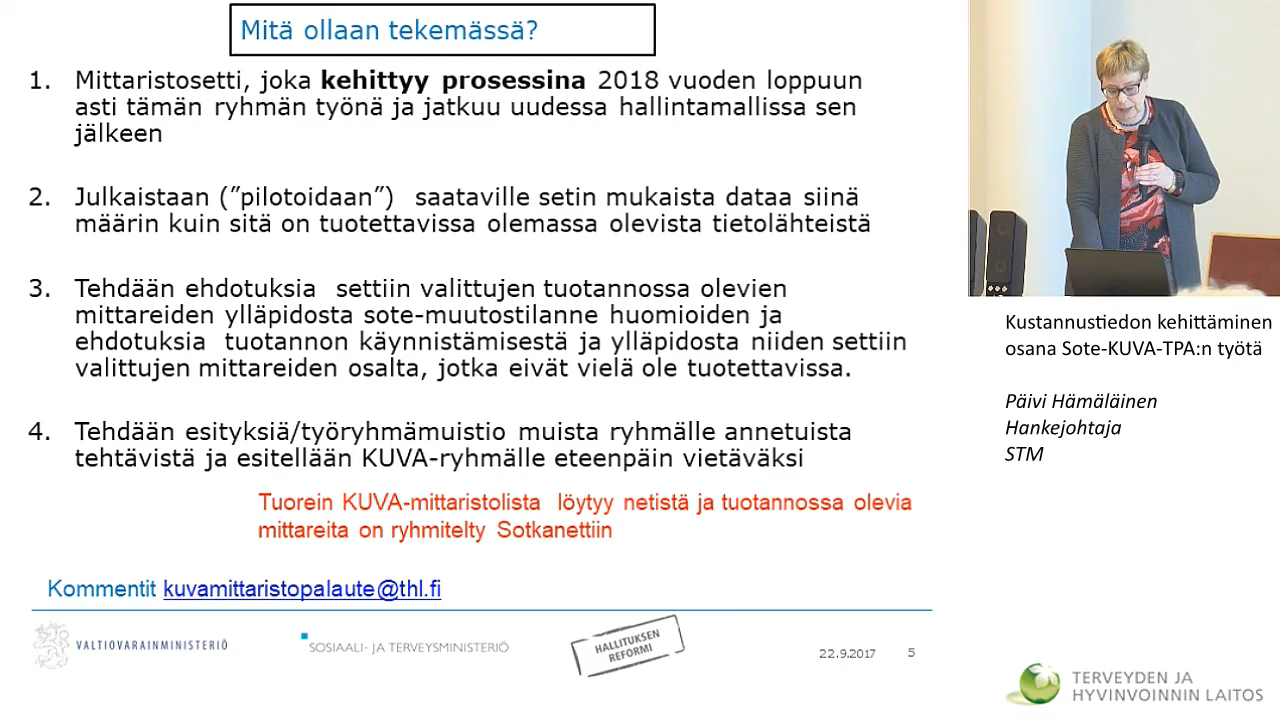 Mitä ollaan tekemässä?
1. Mittaristosetti, joka kehittyy prosessina 2018 vuoden loppuun
asti tämän ryhmän työnä ja jatkuu uudessa hallintamallissa sen
jälkeen
2. Julkaistaan (”pilotoidaan”) saataville setin mukaista dataa siinä
määrin kuin sitä on tuotettavissa olemassa olevista tietolähteistä
3. Tehdään ehdotuksia settiin valittujen tuotannossa olevien
mittareiden ylläpidosta sote-muutostilanne huomioiden ja
ehdotuksia tuotannon käynnistämisestä ja ylläpidosta niiden settiin
valittujen mittareiden osalta, jotka eivät vielä ole tuotettavissa.
4. Tehdään esityksiä/työryhmämuistio muista ryhmälle annetuista
tehtävistä ja esitellään KUVA-ryhmälle eteenpäin vietäväksi
Tuorein KUVA-mittaristolista löytyy netistä ja tuotannossa olevia
mittareita on ryhmitelty Sotkanettiin
Kommentit kuvamittaristopalaute@thl.fi
VALTIOVARAINMINISTERIÖ
SOSIAALI- JA TERVEYSMINISTERIÖ
HALLITUKSEN
REFORMI
22.9.2017 5
Kustannustiedon kehittäminen
osana Sote-KUVA-TPA:n työtä
Päivi Hämäläinen
Hankejohtaja
STM
TERVEYDEN JA
HYVINVOINNIN LAITOS